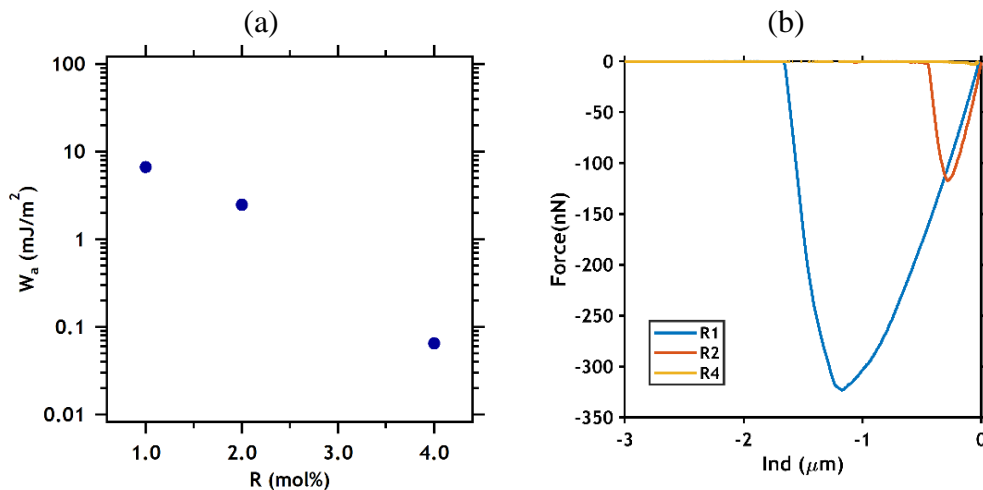 (a)
100
10
1
0.1
0.01
Wa (mJ/m2)
1.0 2.0 3.0 4.0
R (mol%)
(b)
0
-50
-100
-150
-200
-250
-300
-350
Force(nN)
R1
R2
R4
-3 -2 -1 0
Ind (μm)